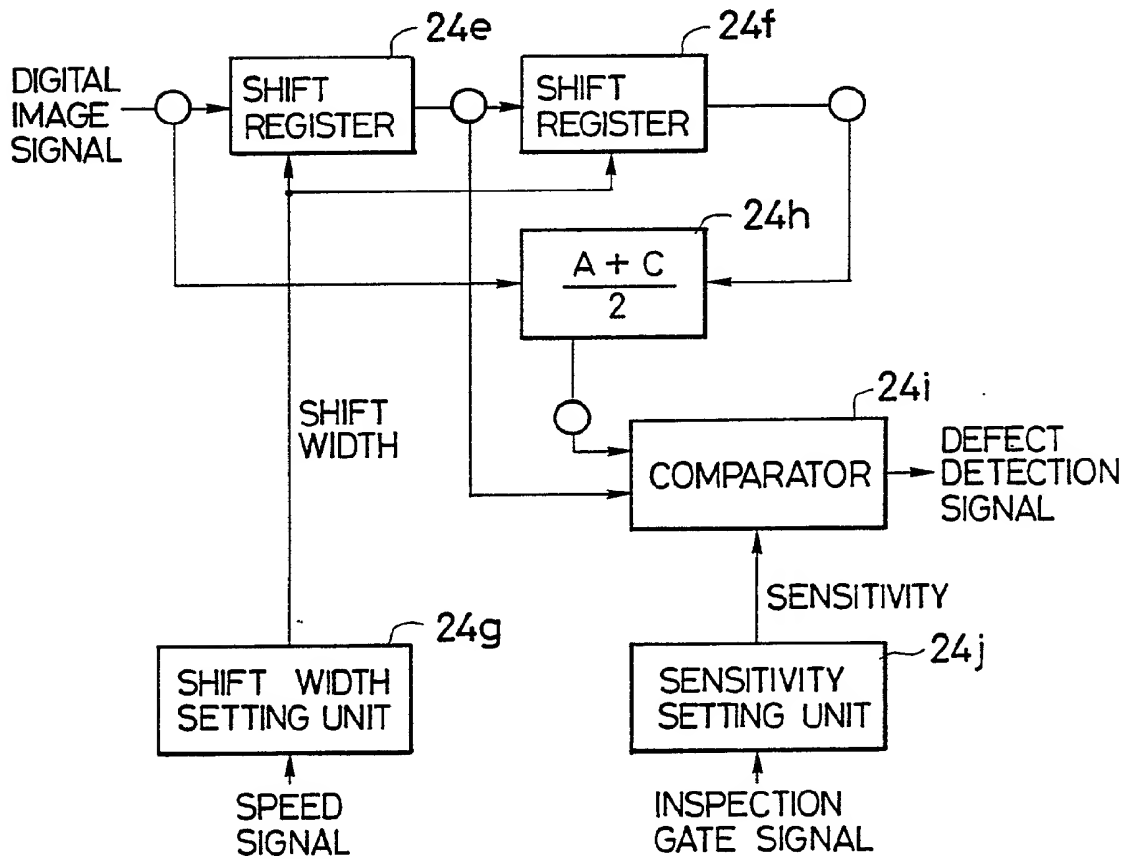 24e
24f
DIGITAL
IMAGE
SIGNAL
SHIFT
REGISTER
SHIFT
REGISTER
24h
A + C
2
SHIFT
WIDTH
24i
COMPARATOR
DEFECT
DETECTION
SIGNAL
SENSITIVITY
24g
24j
SHIFT WIDTH
SETTING UNIT
SENSITIVITY
SETTING UNIT
SPEED
SIGNAL
INSPECTION
GATE SIGNAL